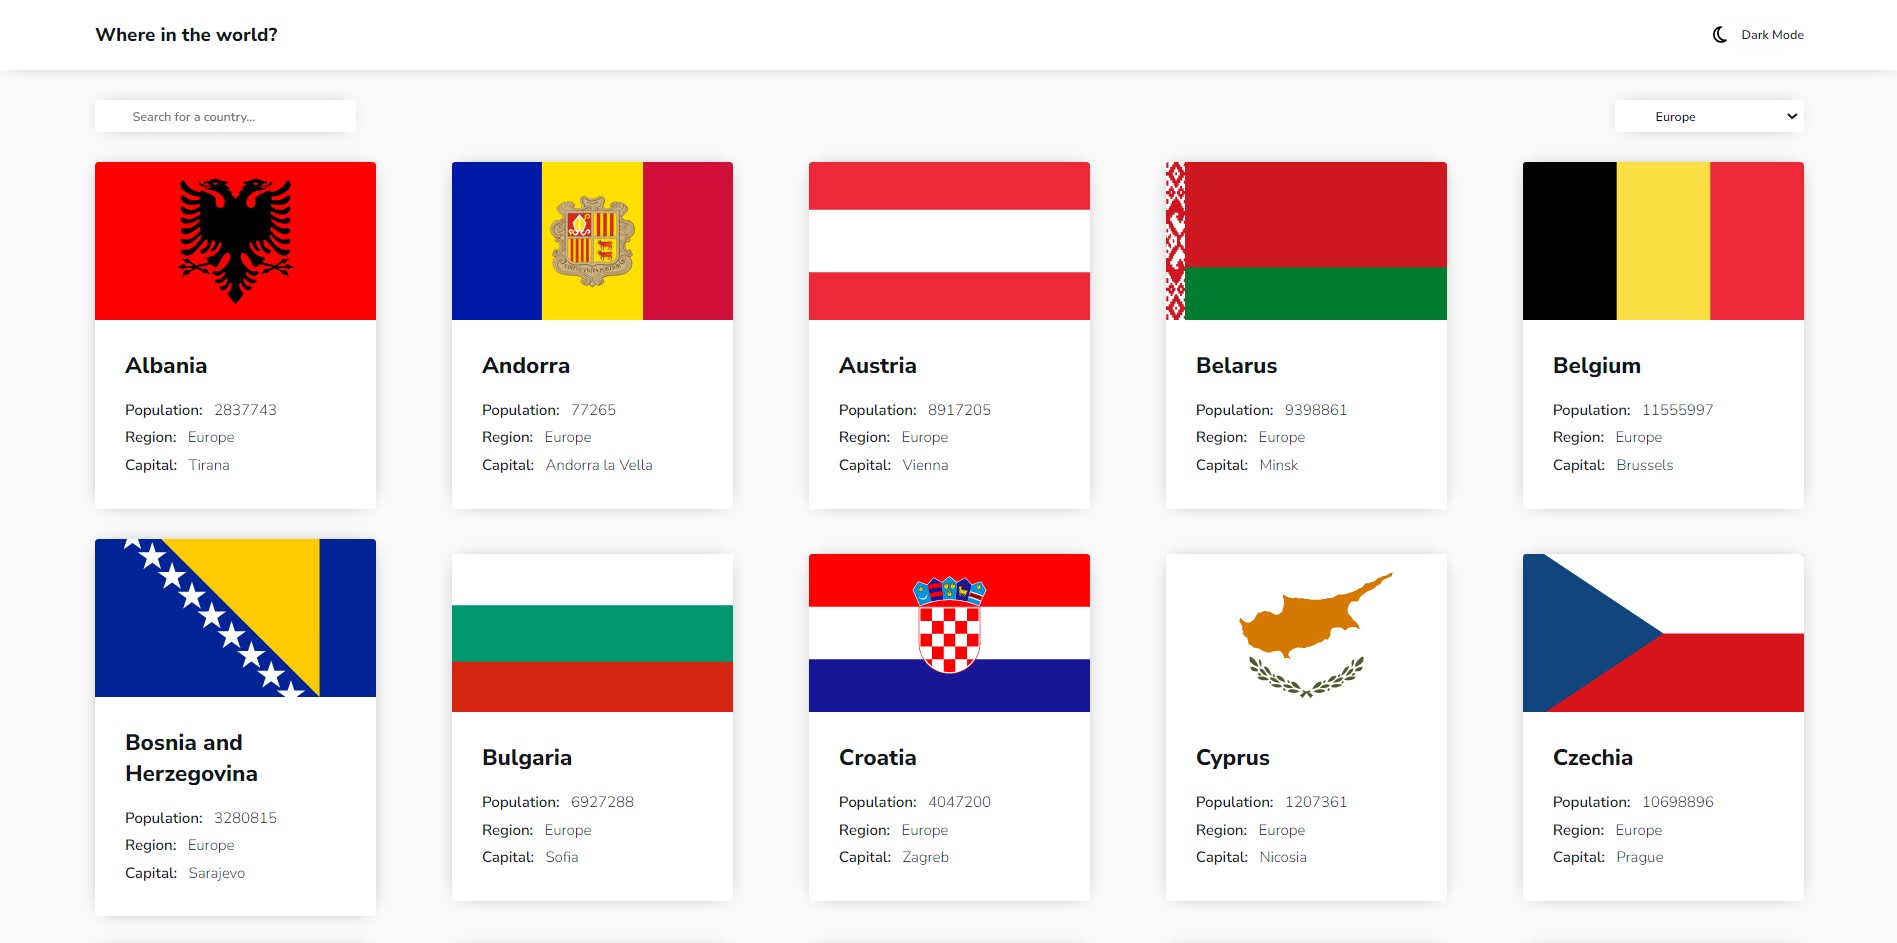 Where in the world?
Dark Mode
Search for a country...
Europe
Albania
Population: 2837743
Region: Europe
Capital: Tirana
Andorra
Population: 77265
Region: Europe
Capital: Andorra la Vella
Austria
Population: 8917205
Region: Europe
Capital: Vienna
Belarus
Population: 9398861
Region: Europe
Capital: Minsk
Belgium
Population: 11555997
Region: Europe
Capital: Brussels
Bosnia and
Herzegovina
Population: 3280815
Region: Europe
Capital: Sarajevo
Bulgaria
Population: 6927288
Region: Europe
Capital: Sofia
Croatia
Population: 4047200
Region: Europe
Capital: Zagreb
Cyprus
Population: 1207361
Region: Europe
Capital: Nicosia
Czechia
Population: 10698896
Region: Europe
Capital: Prague